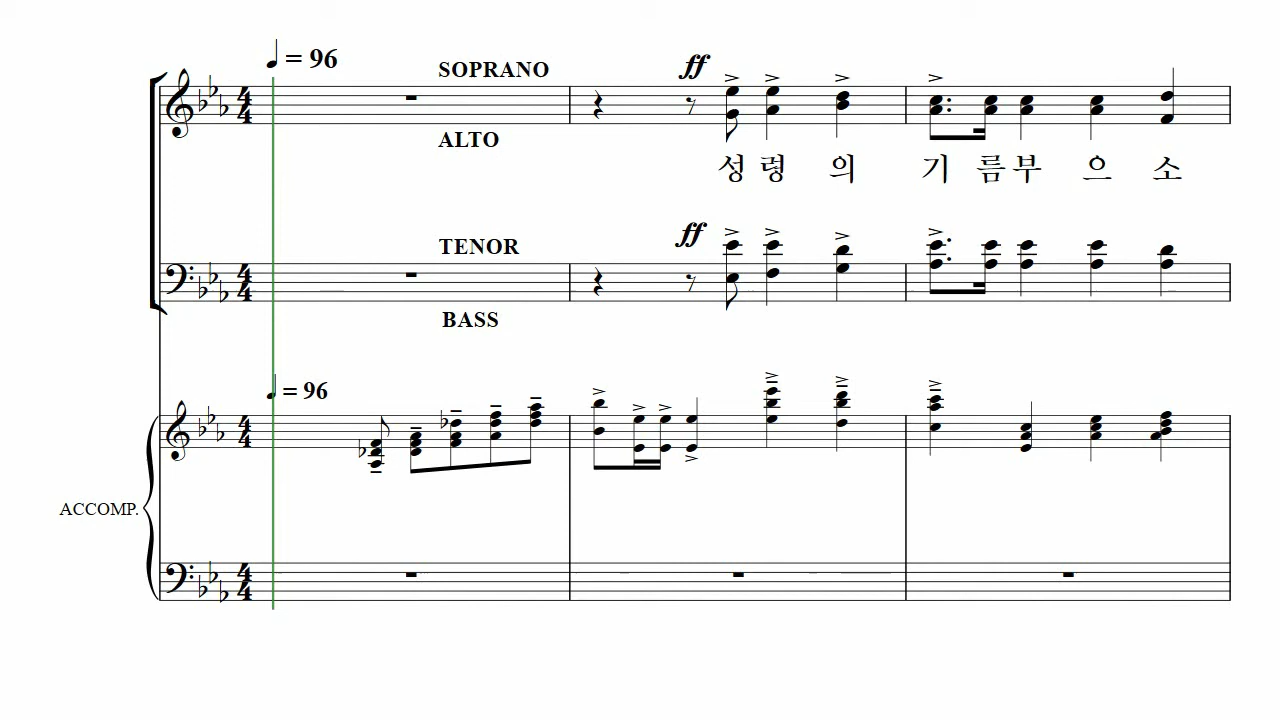 ♩= 96
SOPRANO
ff
ALTO
성 령 의 기 름 부 으 소
ff
TENOR
BASS
♩= 96
ACCOMP.